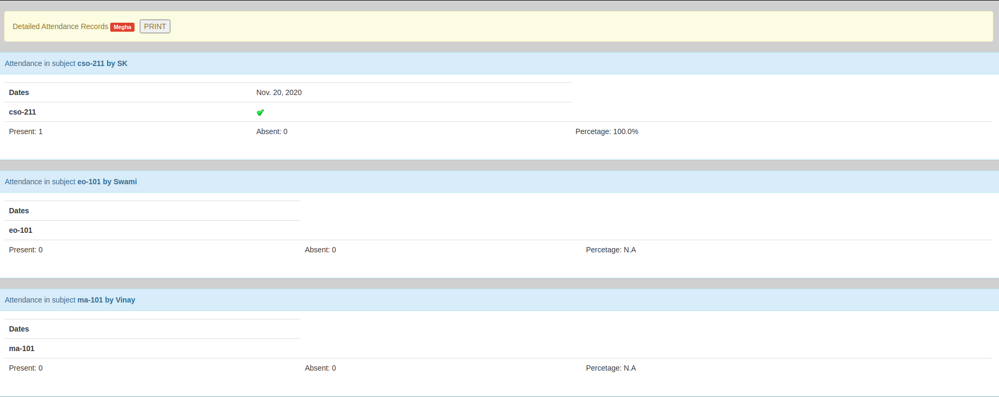 Detailed Attendance Records Megha PRINT
Attendance in subject cso-211 by SK
Dates Nov. 20, 2020
cso-211
Present: 1 Absent: 0 Percetage: 100.0%
Attendance in subject eo-101 by Swami
Dates
eo-101
Present: 0 Absent: 0 Percetage: N.A
Attendance in subject ma-101 by Vinay
Dates
ma-101
Present: 0 Absent: 0 Percetage: N.A